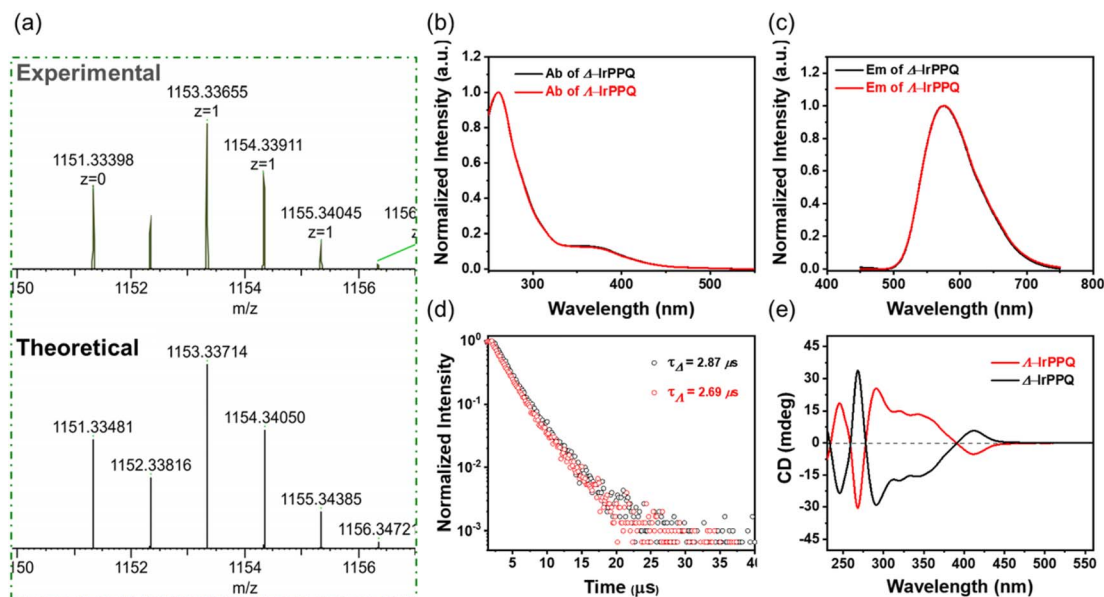 (a)
Experimental
1153.33655
z=1
1151.33398
z=0
1154.33911
z=1
1155.34045
z=1
1156
z
150 1152 1154 1156
m/z
Theoretical
1153.33714
1151.33481
1152.33816
1154.34050
1155.34385
1156.3472
150 1152 1154 1156
m/z
(b)
Normalized Intensity (a.u.)
1.2
1.0
0.8
0.6
0.4
0.2
0.0
Ab of Δ-IrPPQ
Ab of Λ-IrPPQ
300 400 500
Wavelength (nm)
(c)
Normalized Intensity (a.u.)
1.2
1.0
0.8
0.6
0.4
0.2
0.0
Em of Δ-IrPPQ
Em of Λ-IrPPQ
400 500 600 700 800
Wavelength (nm)
(d)
Normalized Intensity
10⁰
10⁻¹
10⁻²
10⁻³
τΔ = 2.87 μs
τΛ = 2.69 μs
5 10 15 20 25 30 35 40
Time (μs)
(e)
CD (mdeg)
45
30
15
0
-15
-30
-45
Λ-IrPPQ
Δ-IrPPQ
250 300 350 400 450 500 550
Wavelength (nm)